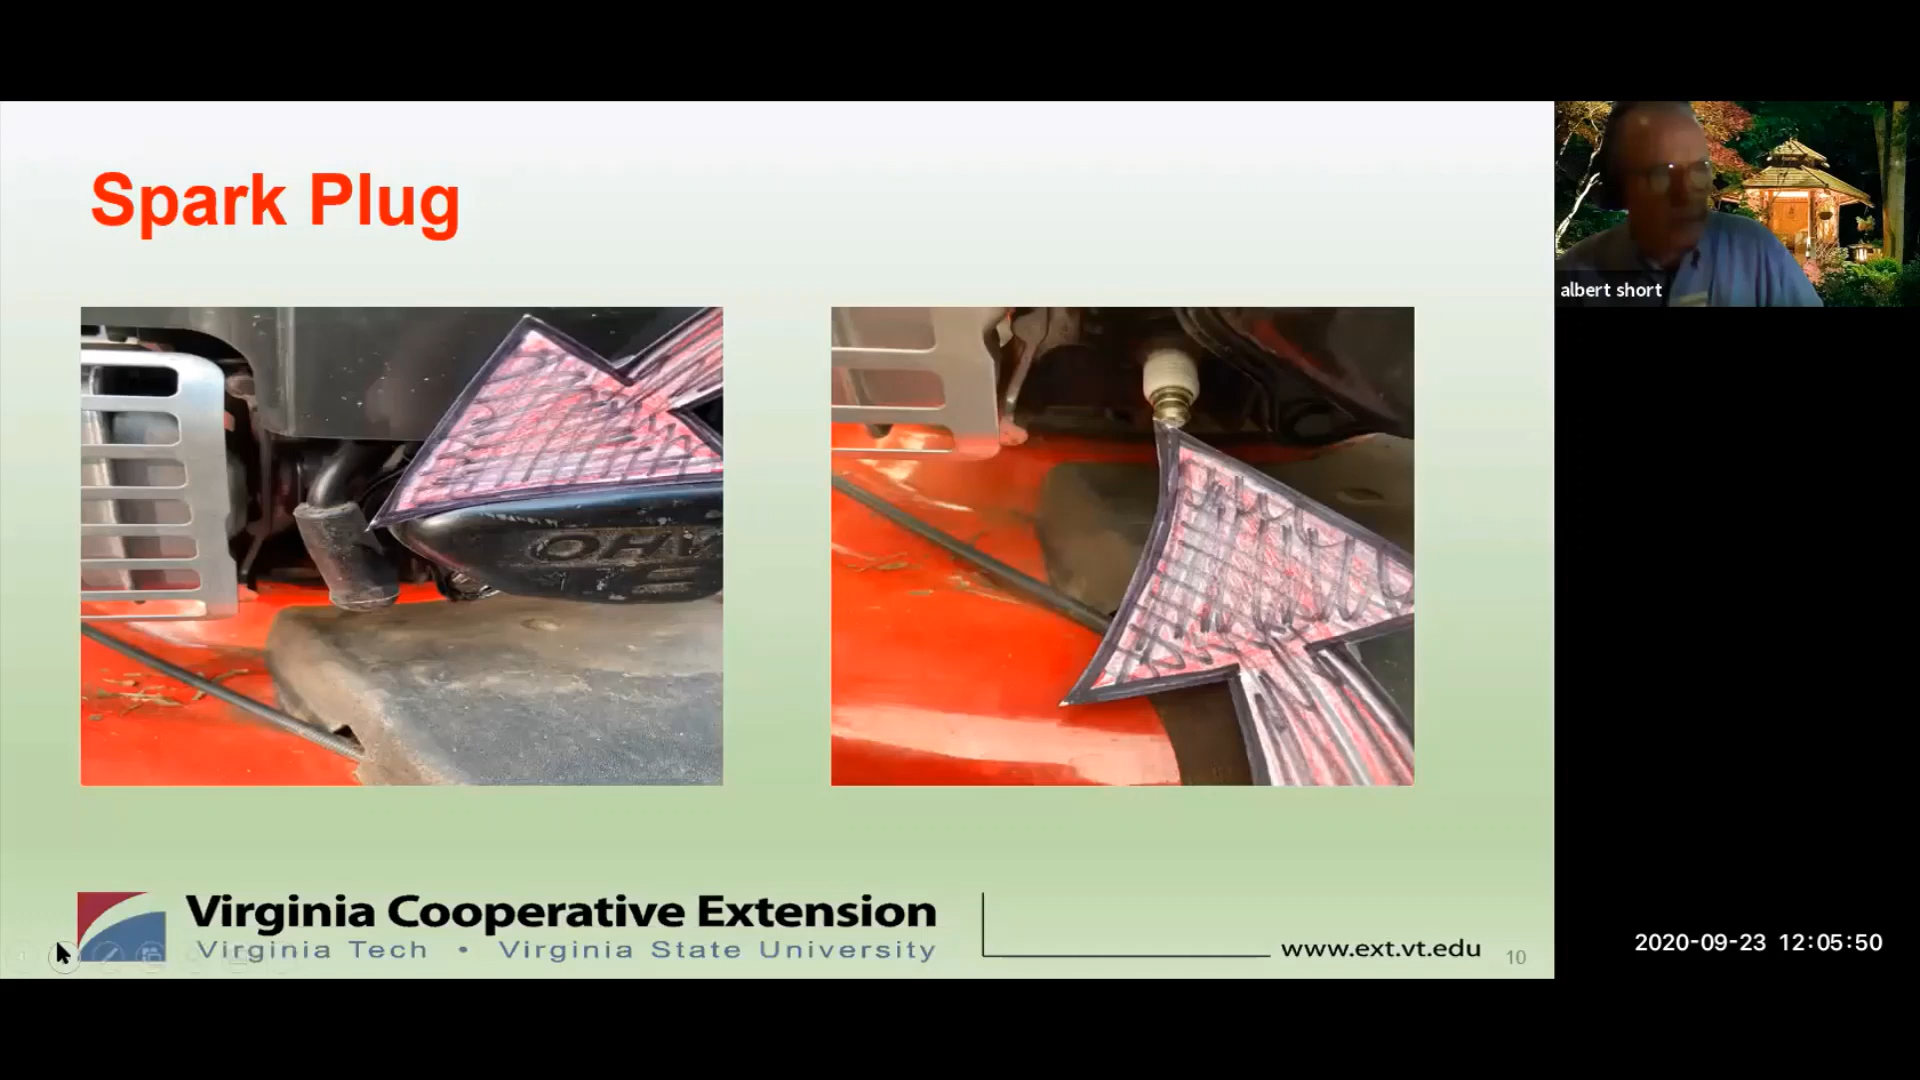 Spark Plug
albert short
OHV
Virginia Cooperative Extension
Virginia Tech • Virginia State University
www.ext.vt.edu
10
2020-09-23 12:05:50